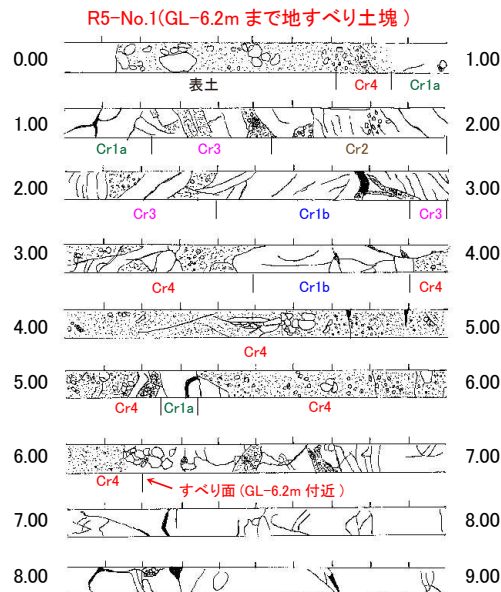 R5-No.1(GL-6.2m まで地すべり土塊 )
0.00 1.00
表土 Cr4 Cr1a
1.00 2.00
Cr1a Cr3 Cr2
2.00 3.00
Cr3 Cr1b Cr3
3.00 4.00
Cr4 Cr1b Cr4
4.00 5.00
Cr4
5.00 6.00
Cr4 Cr1a Cr4
6.00 7.00
Cr4
すべり面 (GL-6.2m 付近 )
7.00 8.00
8.00 9.00